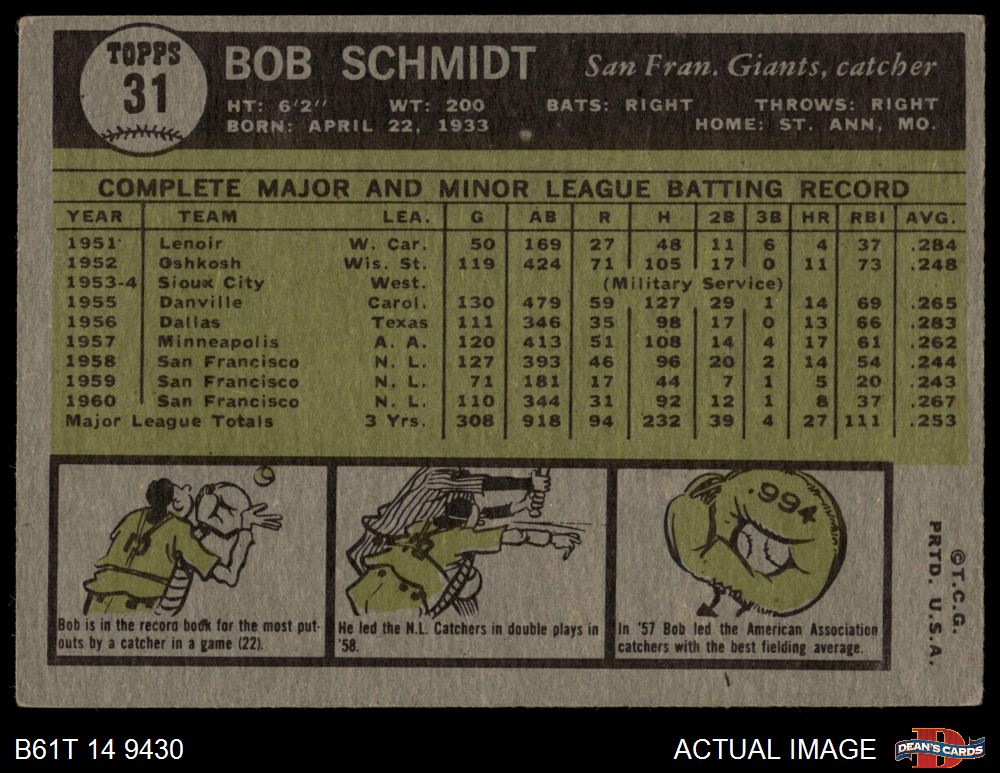 TOPPS
31
BOB SCHMIDT San Fran. Giants, catcher
HT: 6'2" WT: 200 BATS: RIGHT THROWS: RIGHT
BORN: APRIL 22, 1933 HOME: ST. ANN, MO.
COMPLETE MAJOR AND MINOR LEAGUE BATTING RECORD
YEAR TEAM LEA. G AB R H 2B 3B HR RBI AVG.
1951 Lenoir W. Car. 50 169 27 48 11 6 4 37 .284
1952 Oshkosh Wis. St. 119 424 71 105 17 0 11 73 .248
1953-4 Sioux City West. (Military Service)
1955 Danville Carol. 130 479 59 127 29 1 14 69 .265
1956 Dallas Texas 111 346 35 98 17 0 13 66 .283
1957 Minneapolis A. A. 120 413 51 108 14 4 17 61 .262
1958 San Francisco N. L. 127 393 46 96 20 2 14 54 .244
1959 San Francisco N. L. 71 181 17 44 7 1 5 20 .243
1960 San Francisco N. L. 110 344 31 92 12 1 8 37 .267
Major League Totals 3 Yrs. 308 918 94 232 39 4 27 111 .253
Bob is in the record book for the most put-
outs by a catcher in a game (22).
He led the N.L. Catchers in double plays in
'58.
.994
In '57 Bob led the American Association
catchers with the best fielding average.
©T.C.G.
PRTD. U.S.A.
B61T 14 9430 ACTUAL IMAGE
D
DEAN'S CARDS